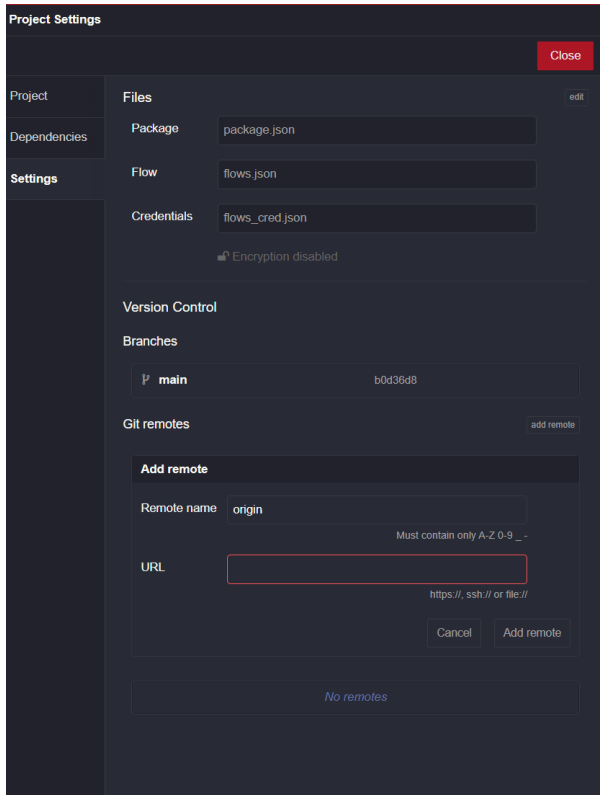 Project Settings
Close
Project
Dependencies
Settings
Files
edit
Package package.json
Flow flows.json
Credentials flows_cred.json
Encryption disabled
Version Control
Branches
main b0d36d8
Git remotes add remote
Add remote
Remote name origin
Must contain only A-Z 0-9 _ -
URL
https://, ssh:// or file://
Cancel Add remote
No remotes